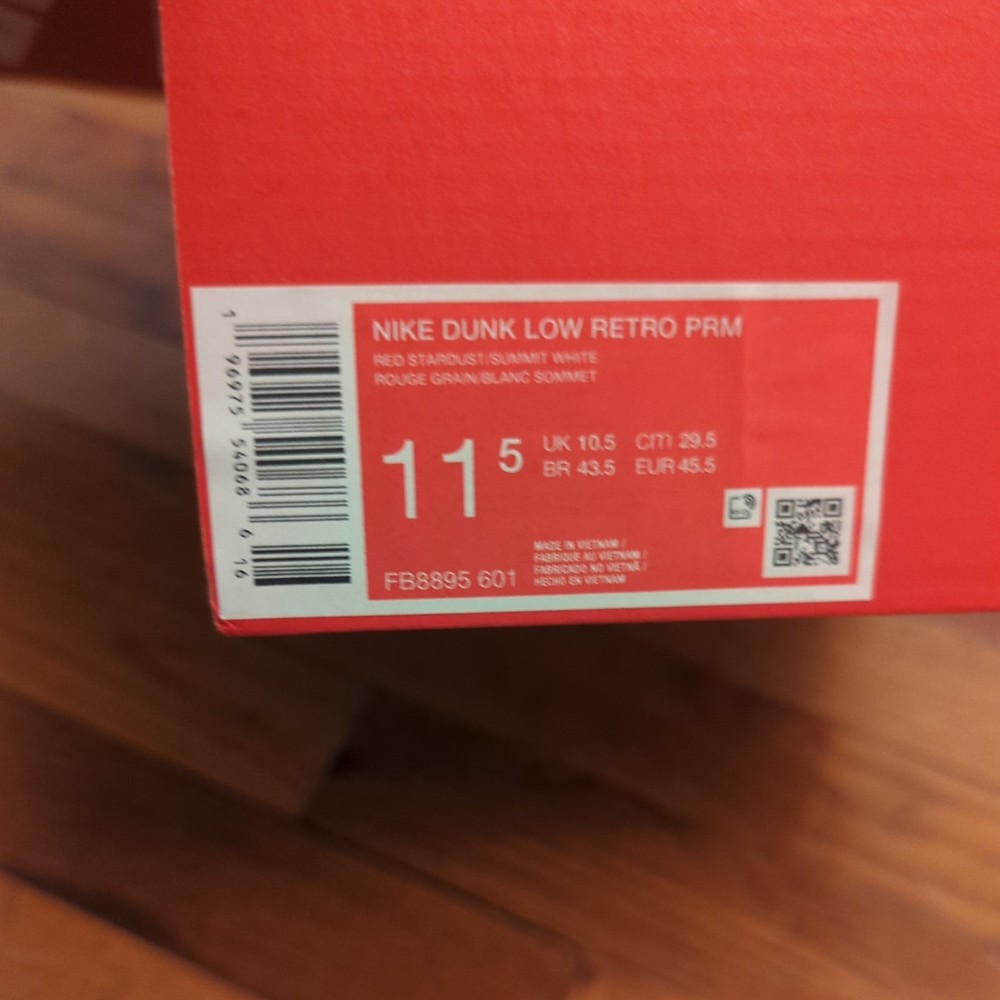 NIKE DUNK LOW RETRO PRM
RED STARDUST/SUMMIT WHITE
ROUGE GRAIN/BLANC SOMMET
11 5
UK 10.5 CM 29.5
BR 43.5 EUR 45.5
MADE IN VIETNAM /
FABRIQUE AU VIETNAM /
FABRICADO NO VIETNÃ /
HECHO EN VIETNAM
FB8895 601
1 96975 54068 6 16